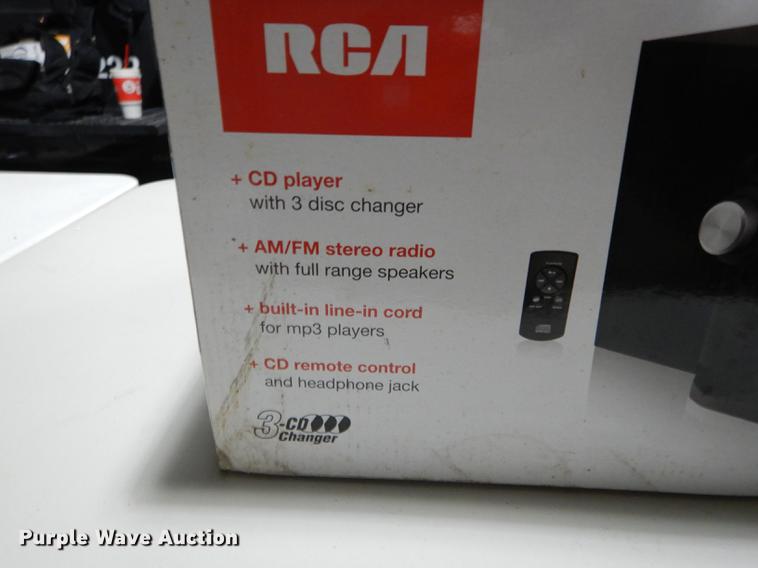 RCA
+ CD player
with 3 disc changer
+ AM/FM stereo radio
with full range speakers
+ built-in line-in cord
for mp3 players
+ CD remote control
and headphone jack
3-CD
Changer
Purple Wave Auction